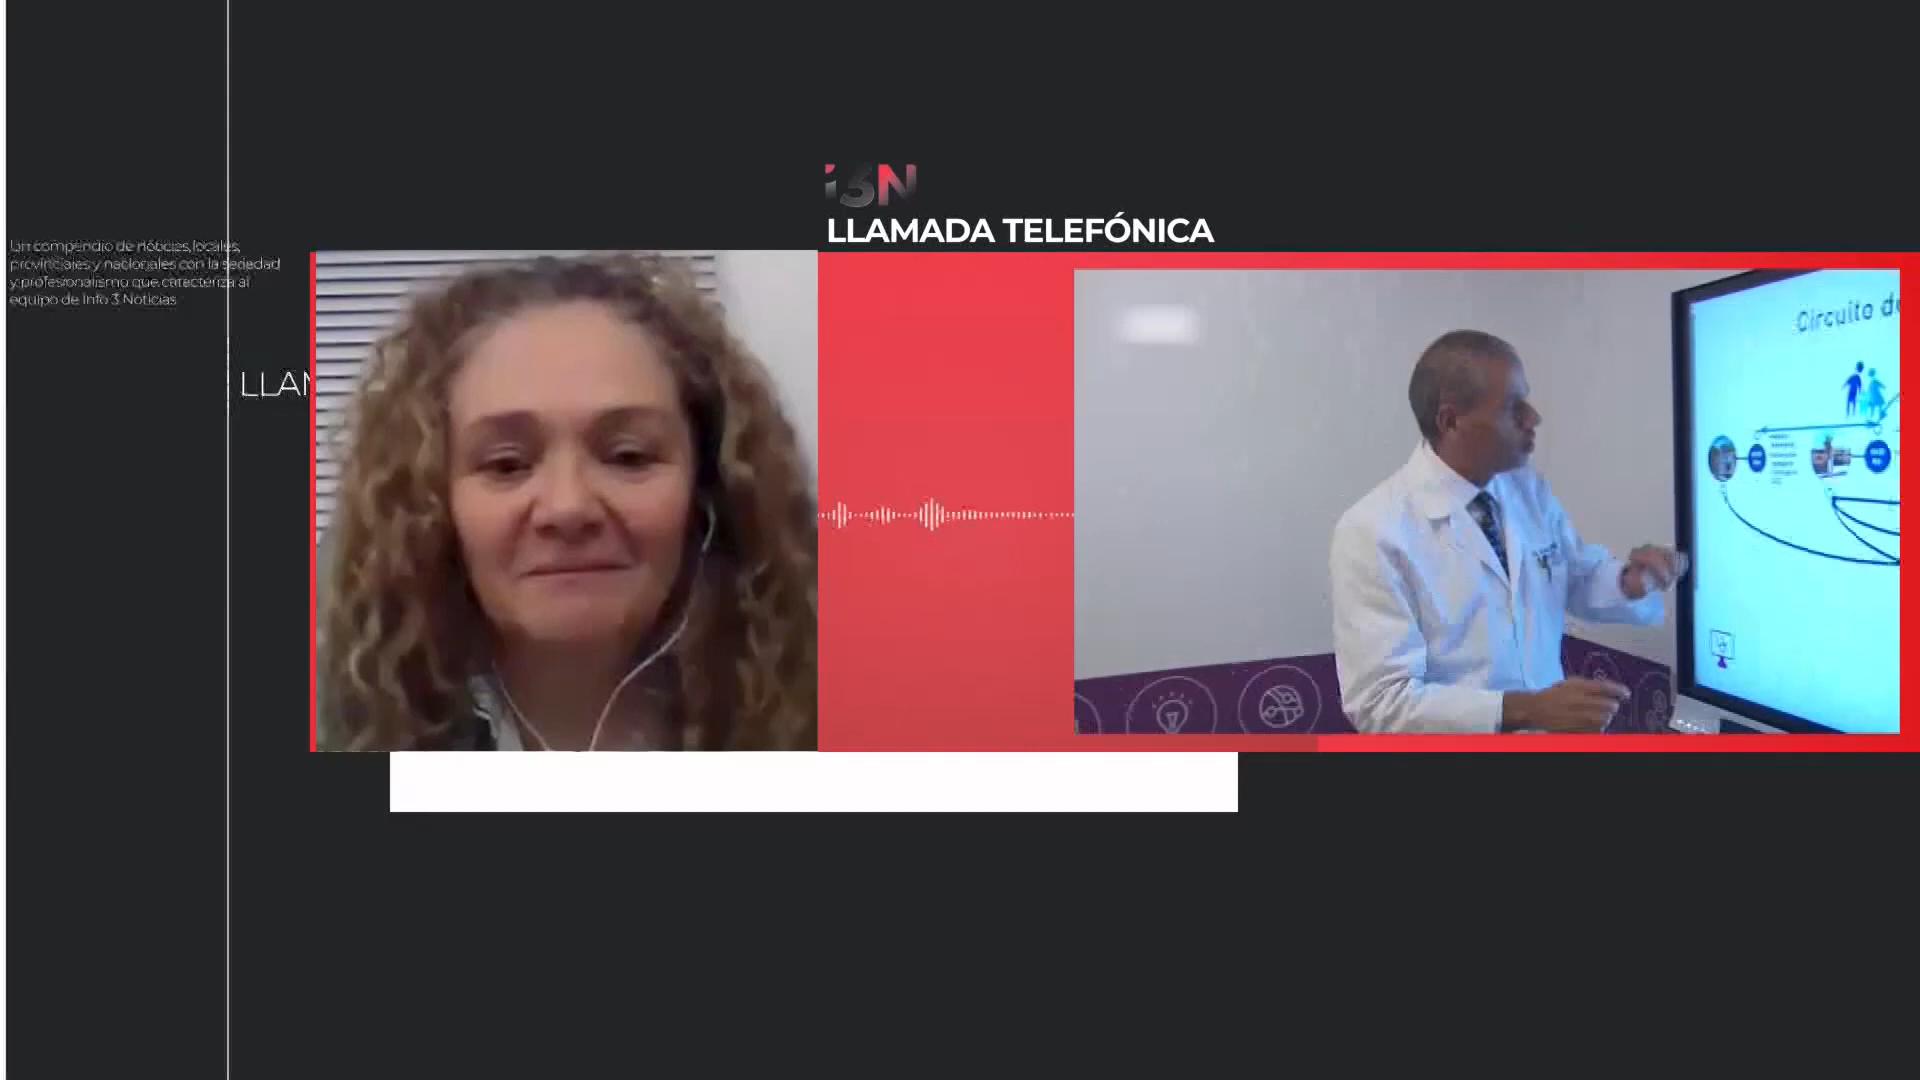 i3N
LLAMADA TELEFÓNICA
Un compendio de noticias locales,
provinciales y nacionales con la seriedad
y profesionalismo que caracteriza al
equipo de Info 3 Noticias
LLAM
Circuito de